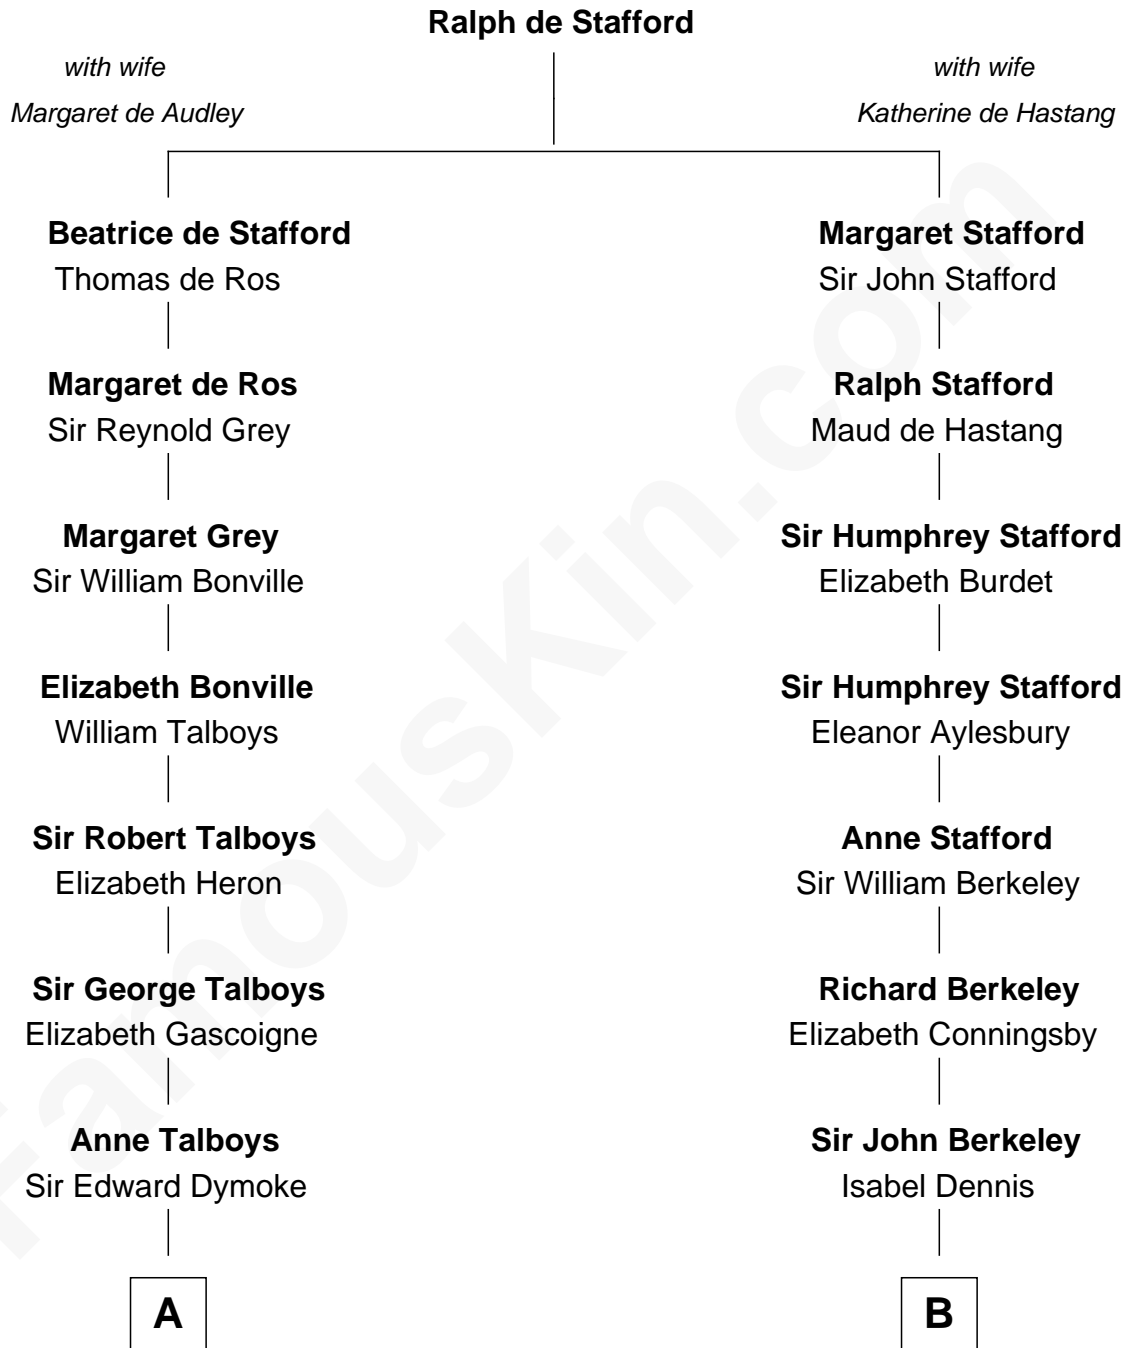 Ralph de Stafford
with wife
Margaret de Audley
with wife
Katherine de Hastang
Beatrice de Stafford
Thomas de Ros
Margaret Stafford
Sir John Stafford
Margaret de Ros
Sir Reynold Grey
Ralph Stafford
Maud de Hastang
Margaret Grey
Sir William Bonville
Sir Humphrey Stafford
Elizabeth Burdet
Elizabeth Bonville
William Talboys
Sir Humphrey Stafford
Eleanor Aylesbury
Sir Robert Talboys
Elizabeth Heron
Anne Stafford
Sir William Berkeley
Sir George Talboys
Elizabeth Gascoigne
Richard Berkeley
Elizabeth Conningsby
Anne Talboys
Sir Edward Dymoke
Sir John Berkeley
Isabel Dennis
A
B
FamousKin.com